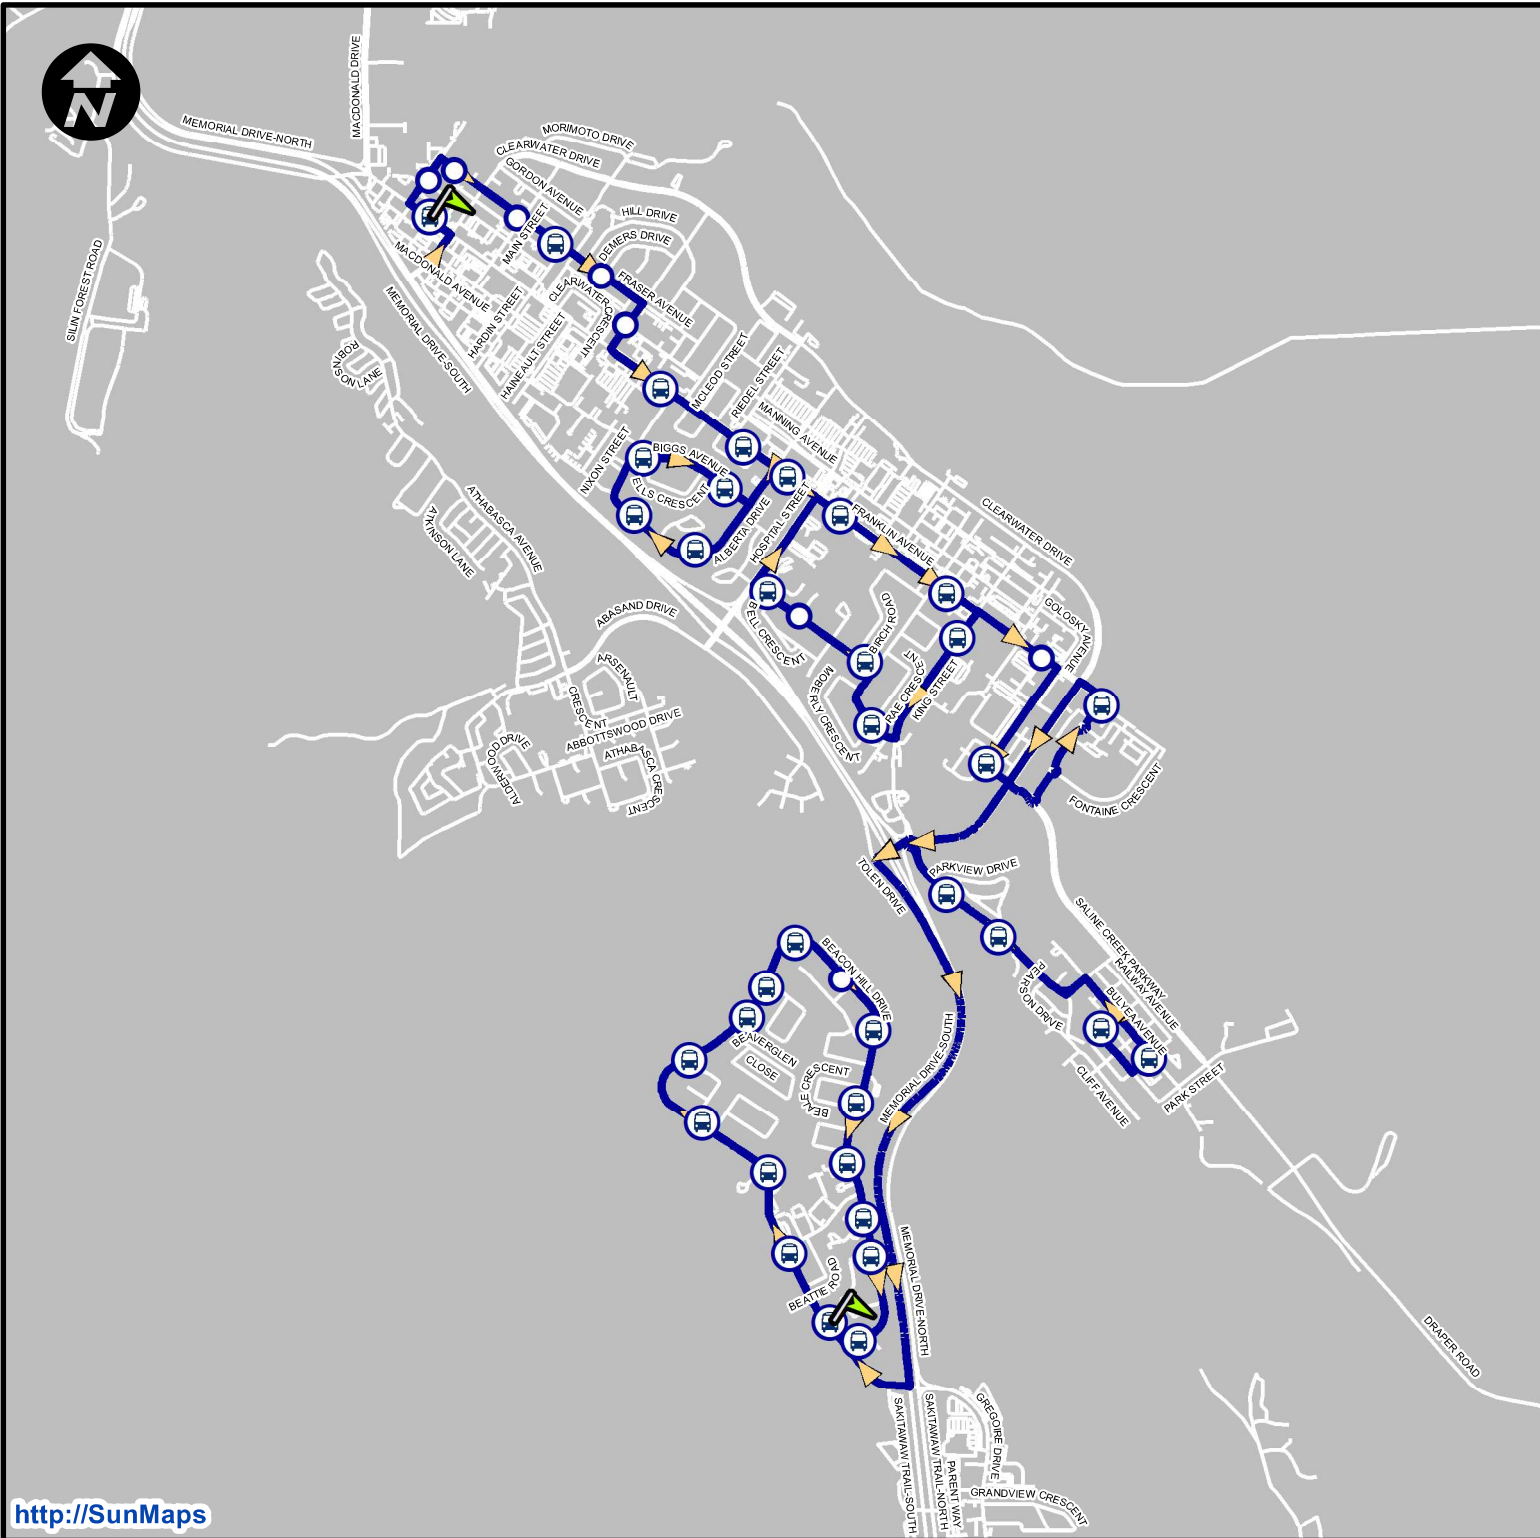 MACDONALD DRIVE
N
MEMORIAL DRIVE-NORTH
MORIMOTO DRIVE
CLEARWATER DRIVE
GORDON AVENUE
HILL DRIVE
MAIN STREET
DEMERS DRIVE
MACDONALD AVENUE
SILIN FOREST ROAD
CLEARWATER CRESCENT
FRASER AVENUE
MEMORIAL DRIVE-SOUTH
HARDIN STREET
HAINEAULT STREET
ROBINSON LANE
MCLEOD STREET
RIEDEL STREET
MANNING AVENUE
NIXON STREET
BIGGS AVENUE
ELLS CRESCENT
ALBERTA DRIVE
HOSPITAL STREET
FRANKLIN AVENUE
CLEARWATER DRIVE
ATHABASCA AVENUE
ATKINSON LANE
ABASAND DRIVE
BELL CRESCENT
BIRCH ROAD
GOLOSKY AVENUE
ARSENAULT CRESCENT
MOBERLY CRESCENT
RAE CRESCENT
KING STREET
ABBOTTSWOOD DRIVE
ALDERWOOD DRIVE
ATHABASCA CRESCENT
FONTAINE CRESCENT
TOLEN DRIVE
PARKVIEW DRIVE
SALINE CREEK PARKWAY
RAILWAY AVENUE
BEACON HILL DRIVE
PEARSON DRIVE
BULYEA AVENUE
BEAVERGLEN CLOSE
BEALE CRESCENT
MEMORIAL DRIVE-SOUTH
CLIFF AVENUE
PARK STREET
BEATTIE ROAD
MEMORIAL DRIVE-NORTH
DRAPER ROAD
SAKITAWAW TRAIL-SOUTH
SAKITAWAW TRAIL-NORTH
PARENT WAY
GREGOIRE DRIVE
GRANDVIEW CRESCENT
http://SunMaps